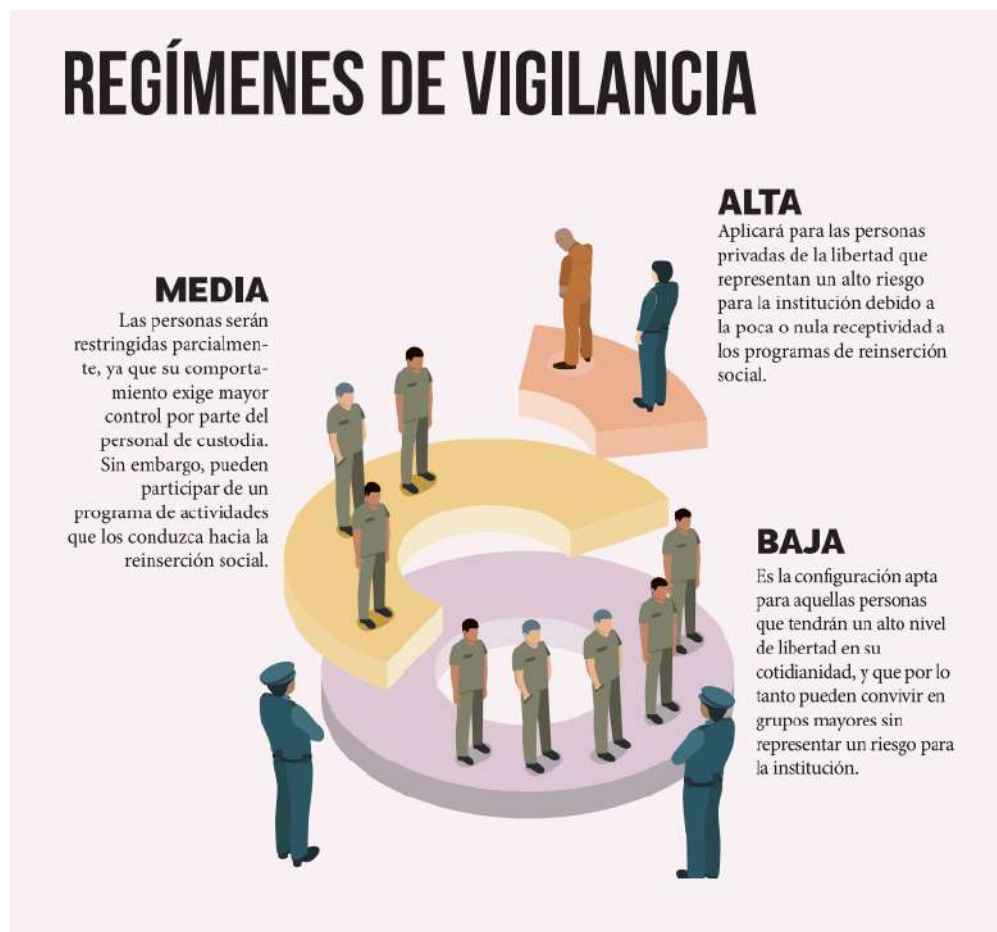 REGÍMENES DE VIGILANCIA
ALTA
Aplicará para las personas
privadas de la libertad que
representan un alto riesgo
para la institución debido a
la poca o nula receptividad a
los programas de reinserción
social.
MEDIA
Las personas serán
restringidas parcialmen-
te, ya que su comporta-
miento exige mayor
control por parte del
personal de custodia.
Sin embargo, pueden
participar de un
programa de actividades
que los conduzca hacia la
reinserción social.
BAJA
Es la configuración apta
para aquellas personas
que tendrán un alto nivel
de libertad en su
cotidianidad, y que por lo
tanto pueden convivir en
grupos mayores sin
representar un riesgo para
la institución.